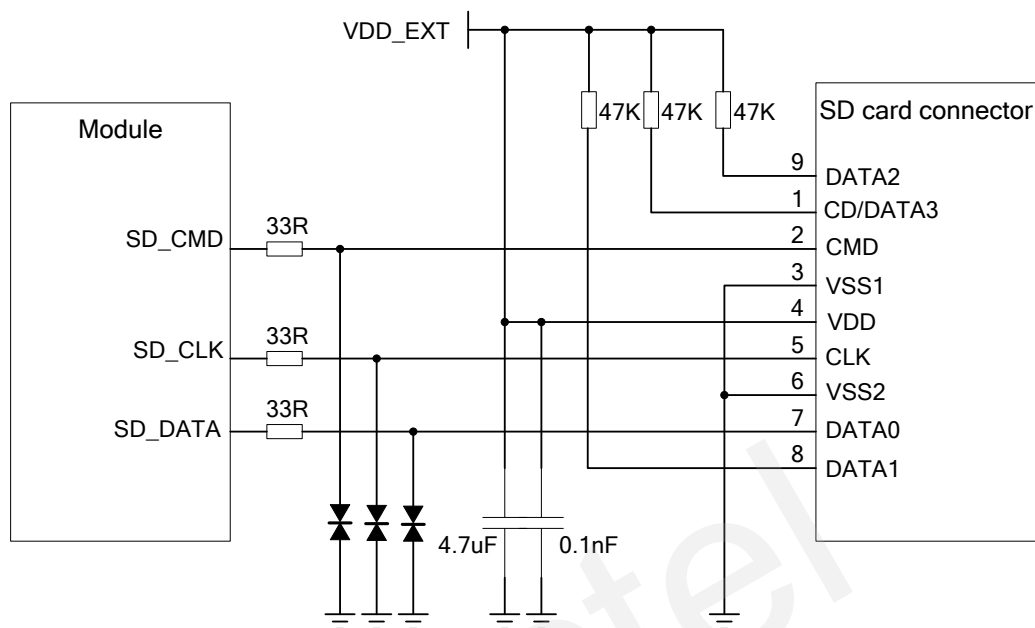 VDD_EXT
47K 47K 47K
Module
SD card connector
9 DATA2
1 CD/DATA3
33R
SD_CMD
2 CMD
3 VSS1
4 VDD
33R
SD_CLK
5 CLK
6 VSS2
33R
SD_DATA
7 DATA0
8 DATA1
4.7uF
0.1nF